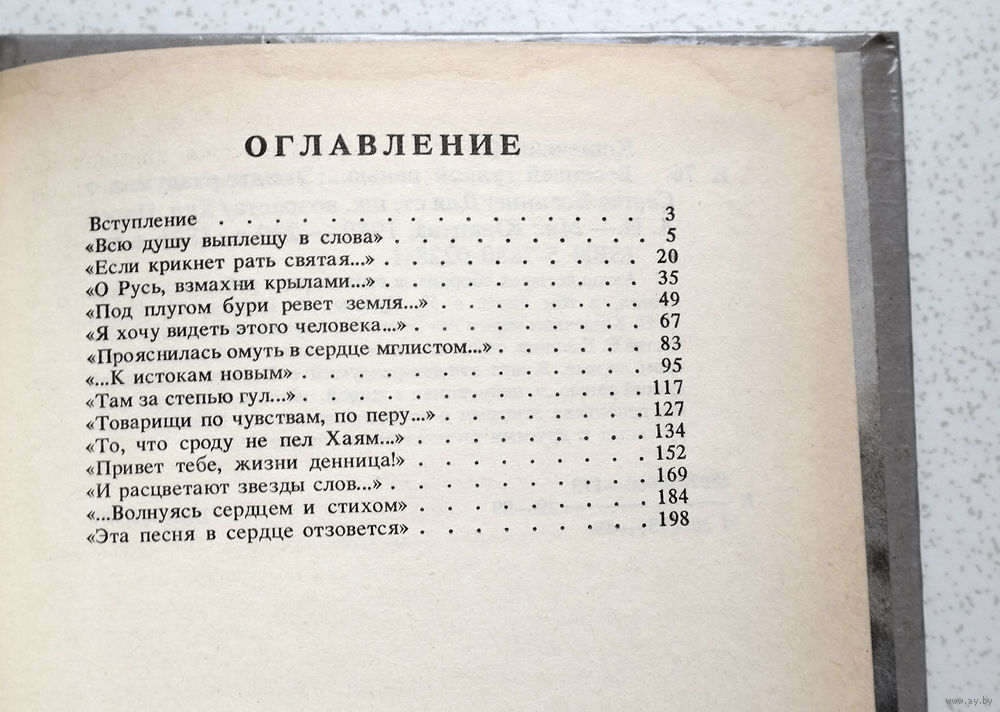 ОГЛАВЛЕНИЕ
Вступление . . . . . . . . . . . . . . . . 3
«Всю душу выплещу в слова» . . . . . . . . . . 5
«Если крикнет рать святая...» . . . . . . . . . . 20
«О Русь, взмахни крылами...» . . . . . . . . . . 35
«Под плугом бури ревет земля...» . . . . . . . . 49
«Я хочу видеть этого человека...» . . . . . . . . . 67
«Прояснилась омуть в сердце мглистом...» . . . . . . 83
«...К истокам новым» . . . . . . . . . . . . . 95
«Там за степью гул...» . . . . . . . . . . . . . 117
«Товарищи по чувствам, по перу...» . . . . . . . . 127
«То, что сроду не пел Хаям...» . . . . . . . . . 134
«Привет тебе, жизни денница!» . . . . . . . . . 152
«И расцветают звезды слов...» . . . . . . . . . . 169
«...Волнуясь сердцем и стихом» . . . . . . . . . 184
«Эта песня в сердце отзовется» . . . . . . . . . 198
www.ay.by